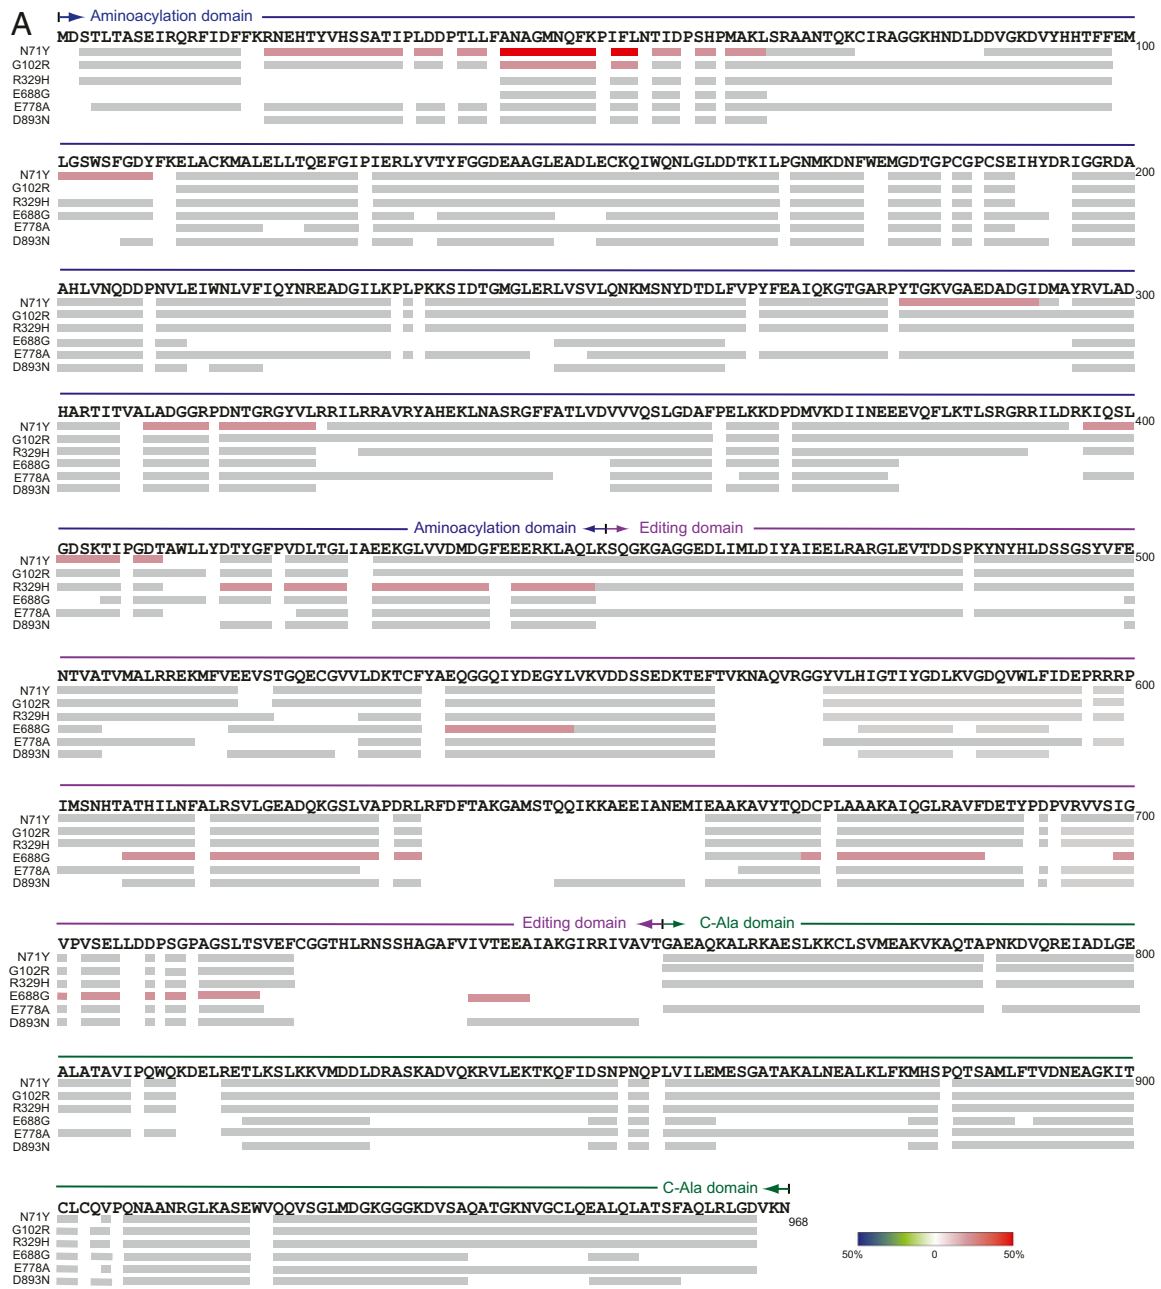 A
Aminoacylation domain
MDSTLTASEIRQRFIDFFKRNEHTYVHSSATIPLDDPTLLFANAGMNQFKPIFLNTIDPSHPMAKLSRAANTQKCIRAGGKHNDLDDVGKDVYHHTFFEM
100
N71Y
G102R
R329H
E688G
E778A
D893N
LGSWSFGDYFKELACKMALELLTQEFGIPIERLYVTYFGGDEAAGLEADLECKQIWQNLGLDDTKILPGNMKDNFWEMGDTGPCGPCSEIHYDRIGGRDA
200
N71Y
G102R
R329H
E688G
E778A
D893N
AHLVNQDDPNVLEIWNLVFIQYNREADGILKPLPKKSIDTGMGLERLVSVLQNKMSNYDTDLFVPYFEAIQKGTGARPYTGKVGAEDADGIDMAYRVLAD
300
N71Y
G102R
R329H
E688G
E778A
D893N
HARTITVALADGGRPDNTGRGYVLRRILRRAVRYAHEKLNASRGFFATLVDVVVQSLGDAFPELKKDPDMVKDIINEEEVQFLKTLSRGRRILDRKIQSL
400
N71Y
G102R
R329H
E688G
E778A
D893N
Aminoacylation domain
Editing domain
GDSKTIPGDTAWLLYDTYGFPVDLTGLIAEEKGLVVDMDGFEEERKLAQLKSQGKGAGGEDLIMLDIYAIEELRARGLEVTDDSPKYNYHLDSSGSYVFE
500
N71Y
G102R
R329H
E688G
E778A
D893N
NTVATVMALRREKMFVEEVSTGQECGVVLDKTCFYAEQGGQIYDEGYLVKVDDSSEDKTEFTVKNAQVRGGYVLHIGTIYGDLKVGDQVWLFIDEPRRRP
600
N71Y
G102R
R329H
E688G
E778A
D893N
IMSNHTATHILNFALRSVLGEADQKGSLVAPDRLRFDFTAKGAMSTQQIKKAEEIANEMIEAAKAVYTQDCPLAAAKAIQGLRAVFDETYPDPVRVVSIG
700
N71Y
G102R
R329H
E688G
E778A
D893N
Editing domain
C-Ala domain
VPVSELLDDPSGPAGSLTSVEFCGGTHLRNSSHAGAFVIVTEEAIAKGIRRIVAVTGAEAQKALRKAESLKKCLSVMEAKVKAQTAPNKDVQREIADLGE
800
N71Y
G102R
R329H
E688G
E778A
D893N
ALATAVIPQWQKDELRETLKSLKKVMDDLDRASKADVQKRVLEKTKQFIDSNPNQPLVILEMESGATAKALNEALKLFKMHSPQTSAMLFTVDNEAGKIT
900
N71Y
G102R
R329H
E688G
E778A
D893N
C-Ala domain
CLCQVPQNAANRGLKASEWVQQVSGLMDGKGGGKDVSAQATGKNVGCLQEALQLATSFAQLRLGDVKN
968
N71Y
G102R
R329H
E688G
E778A
D893N
50% 0 50%